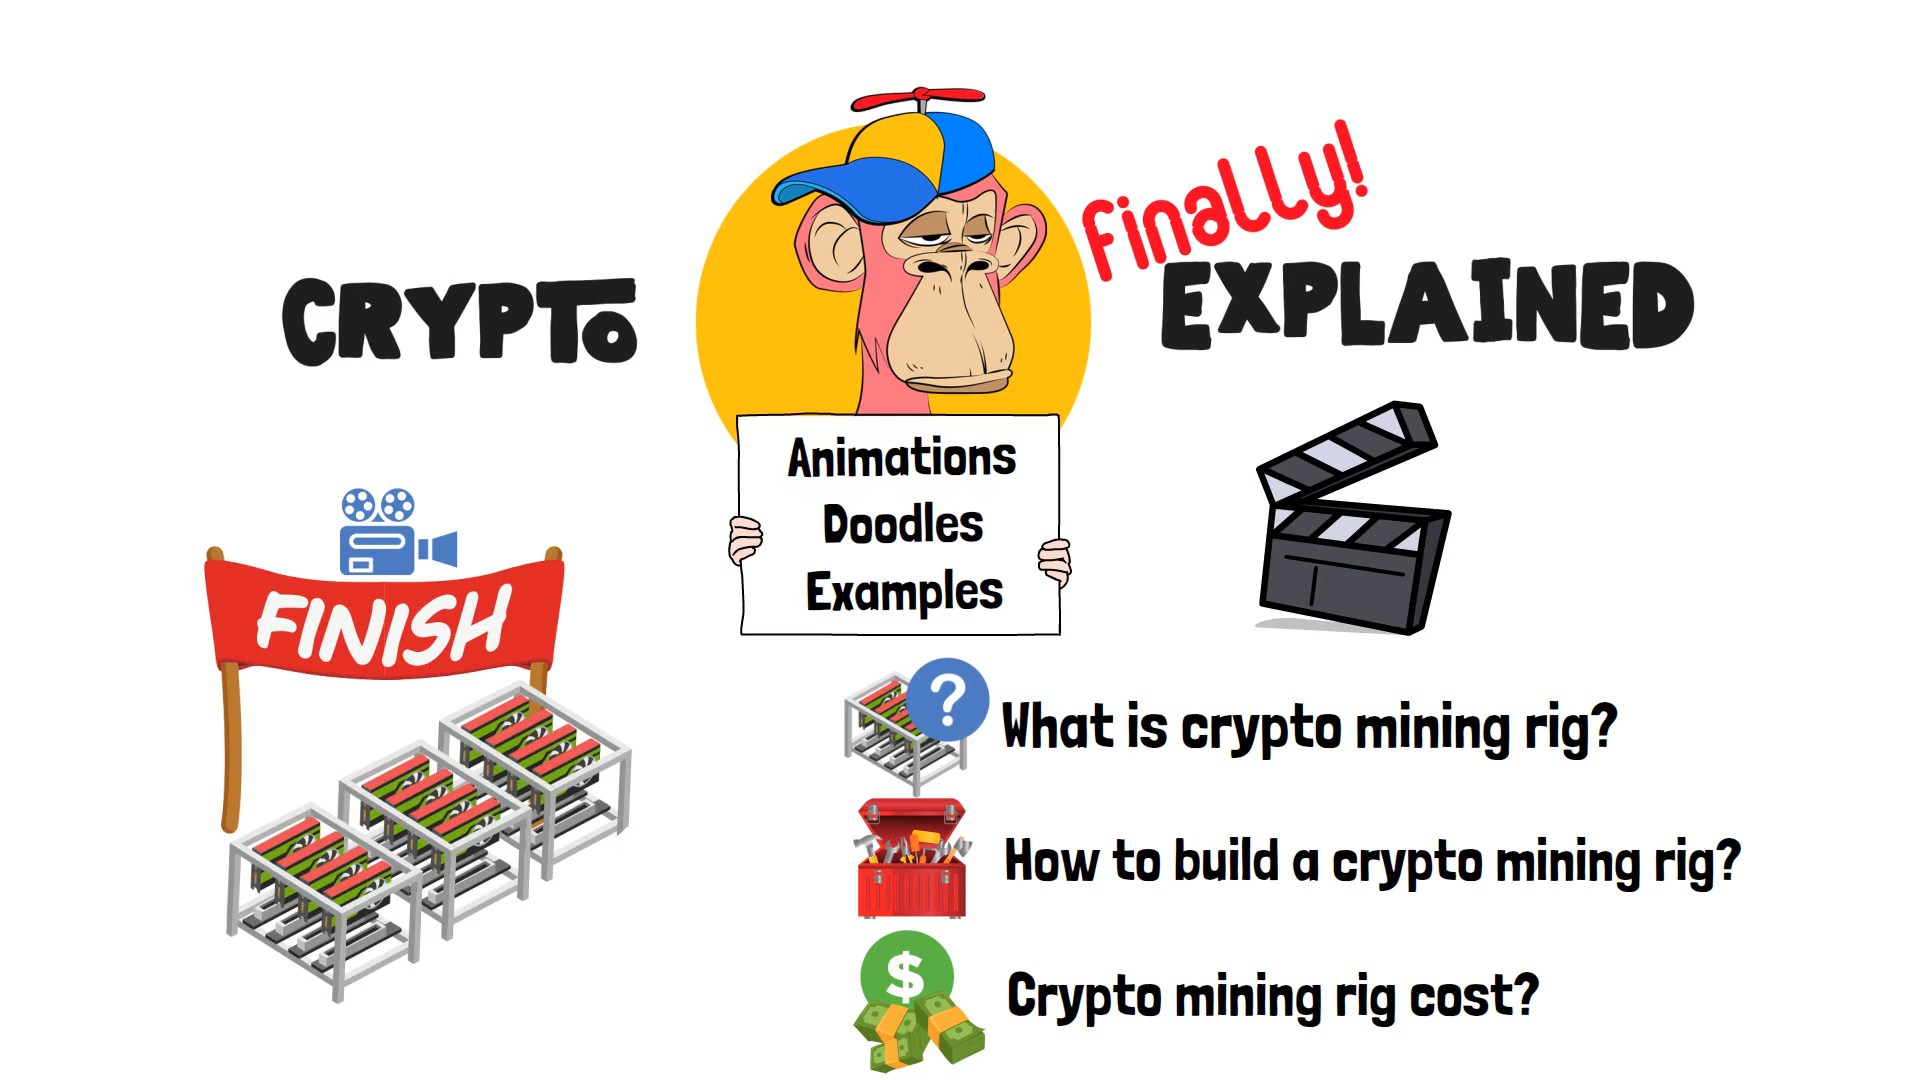 CRYPTO
Finally!
EXPLAINED
Animations
Doodles
Examples
FINISH
?
What is crypto mining rig?
How to build a crypto mining rig?
$
Crypto mining rig cost?